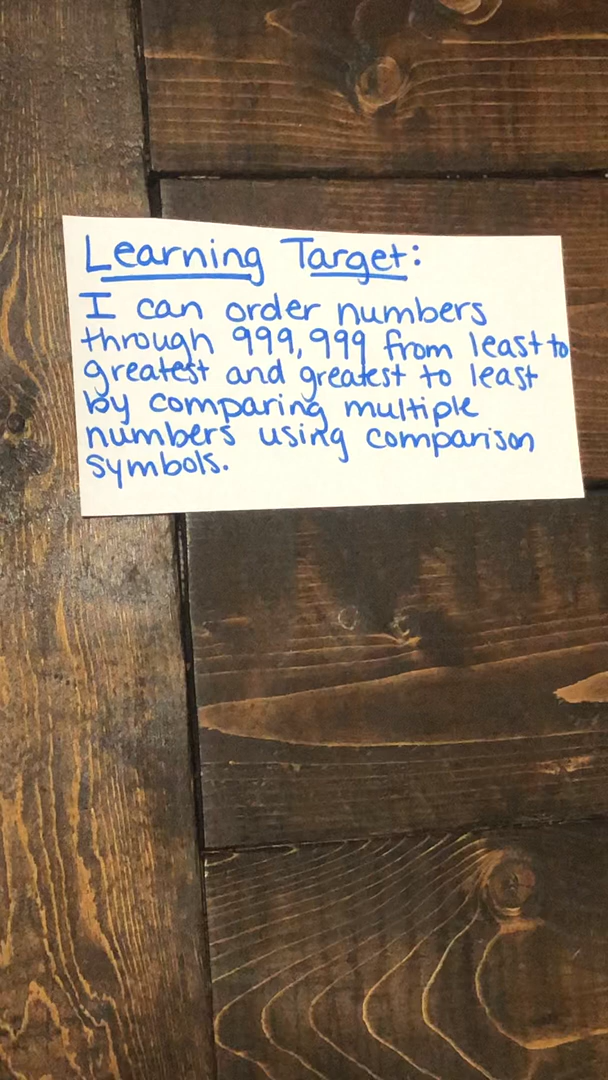 Learning Target:
I can order numbers
through 999,999 from least to
greatest and greatest to least
by comparing multiple
numbers using comparison
symbols.